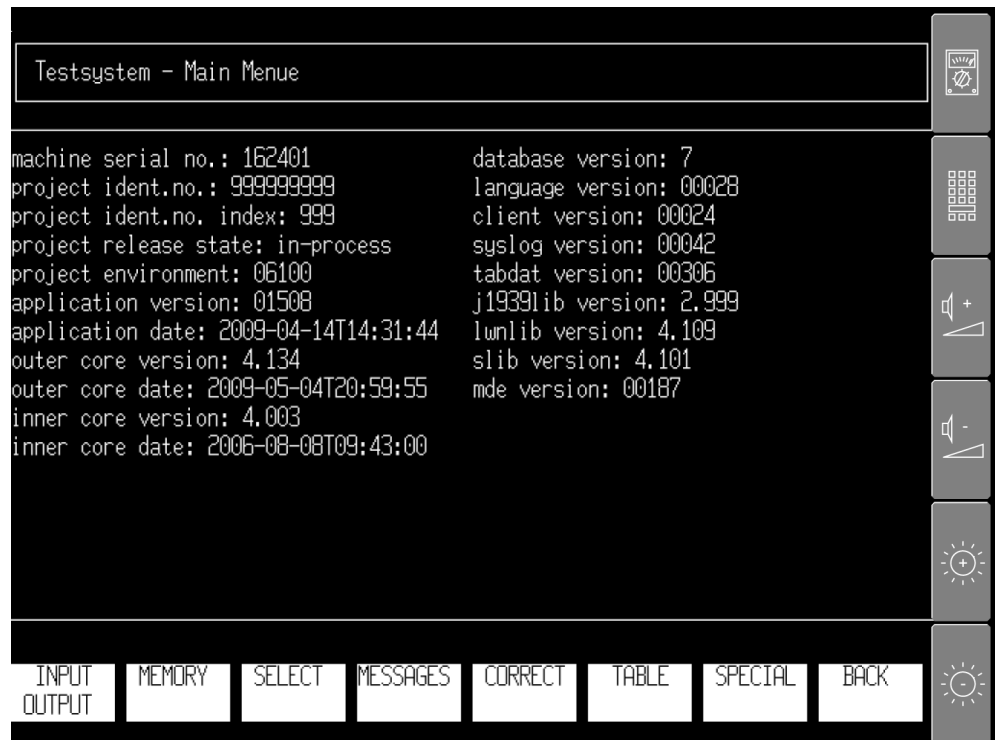 Testsystem - Main Menue
machine serial no.: 162401
project ident.no.: 999999999
project ident.no. index: 999
project release state: in-process
project environment: 06100
application version: 01508
application date: 2009-04-14T14:31:44
outer core version: 4.134
outer core date: 2009-05-04T20:59:55
inner core version: 4.003
inner core date: 2006-08-08T09:43:00
database version: 7
language version: 00028
client version: 00024
syslog version: 00042
tabdat version: 00306
j1939lib version: 2.999
lwnlib version: 4.109
slib version: 4.101
mde version: 00187
INPUT
OUTPUT
MEMORY
SELECT
MESSAGES
CORRECT
TABLE
SPECIAL
BACK
+
-
+
-